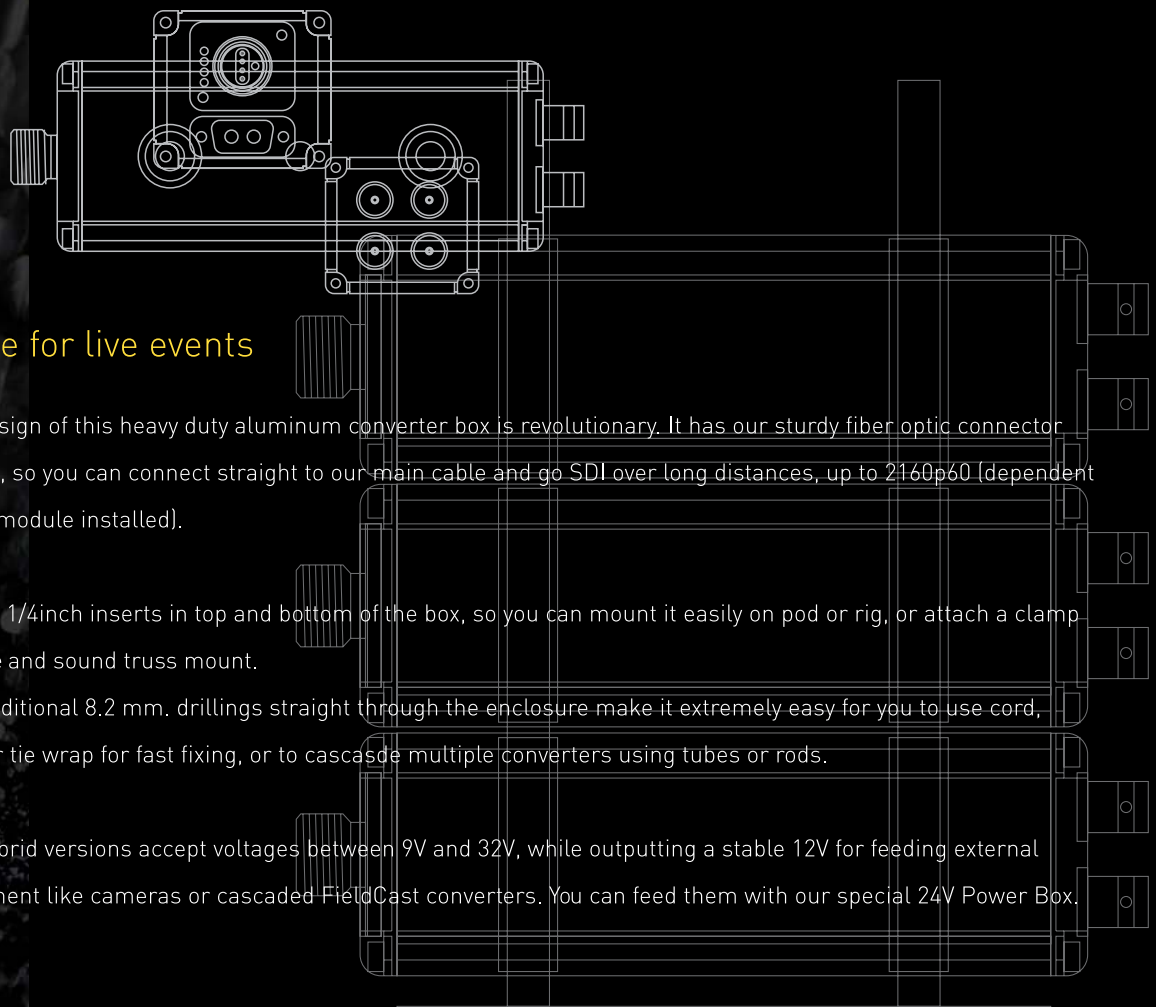 e for live events
sign of this heavy duty aluminum converter box is revolutionary. It has our sturdy fiber optic connector
, so you can connect straight to our main cable and go SDI over long distances, up to 2160p60 (dependent
module installed).
1/4inch inserts in top and bottom of the box, so you can mount it easily on pod or rig, or attach a clamp
and sound truss mount.
ditional 8.2 mm. drillings straight through the enclosure make it extremely easy for you to use cord,
r tie wrap for fast fixing, or to cascasde multiple converters using tubes or rods.
orid versions accept voltages between 9V and 32V, while outputting a stable 12V for feeding external
ment like cameras or cascaded FieldCast converters. You can feed them with our special 24V Power Box.